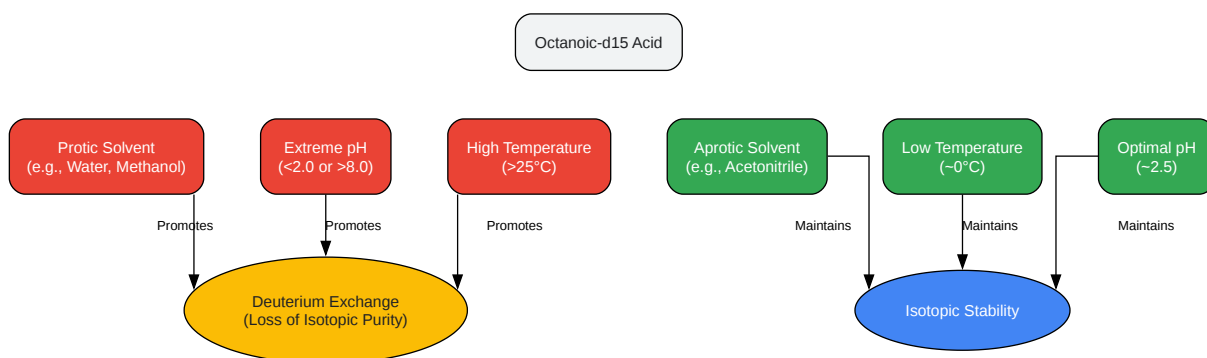 Octanoic-d15 Acid
Protic Solvent
(e.g., Water, Methanol)
Extreme pH
(<2.0 or >8.0)
High Temperature
(>25°C)
Aprotic Solvent
(e.g., Acetonitrile)
Low Temperature
(~0°C)
Optimal pH
(~2.5)
Promotes
Promotes
Promotes
Maintains
Maintains
Maintains
Deuterium Exchange
(Loss of Isotopic Purity)
Isotopic Stability